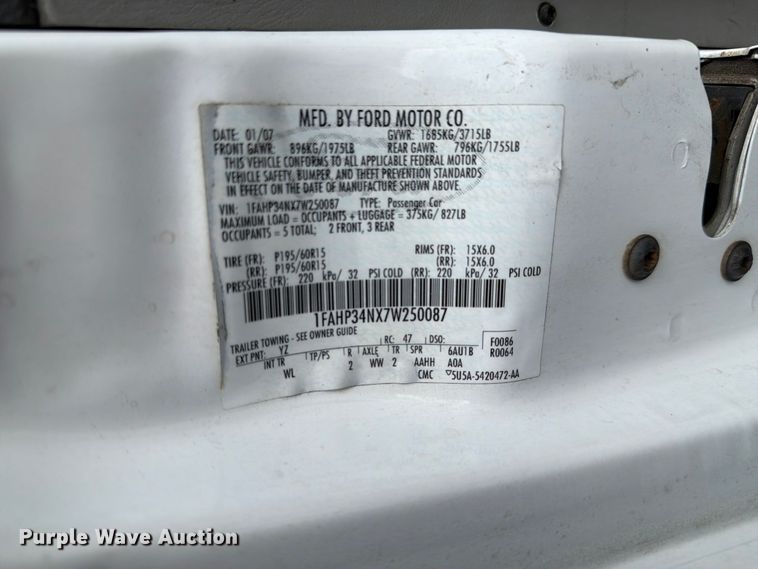 MFD. BY FORD MOTOR CO.
DATE: 01/07 GVWR: 1685KG/3715LB
FRONT GAWR: 896KG/1975LB REAR GAWR: 796KG/1755LB
THIS VEHICLE CONFORMS TO ALL APPLICABLE FEDERAL MOTOR
VEHICLE SAFETY, BUMPER, AND THEFT PREVENTION STANDARDS
IN EFFECT ON THE DATE OF MANUFACTURE SHOWN ABOVE.
VIN: 1FAHP34NX7W250087 TYPE: Passenger Car
MAXIMUM LOAD = OCCUPANTS + LUGGAGE = 375KG/ 827LB
OCCUPANTS = 5 TOTAL; 2 FRONT, 3 REAR
TIRE (FR): P195/60R15 RIMS (FR): 15X6.0
(RR): P195/60R15 (RR): 15X6.0
PRESSURE (FR): 220 kPa/ 32 PSI COLD (RR): 220 kPa/ 32 PSI COLD
1FAHP34NX7W250087
TRAILER TOWING - SEE OWNER GUIDE RC: 47 DSO: F0086
EXT PNT: YZ 6AU1B R0064
INT TR TP/PS R AXLE TR SPR
WL 2 WW 2 AAHH A0A
CMC ▽5U5A-5420472-AA
Purple Wave Auction